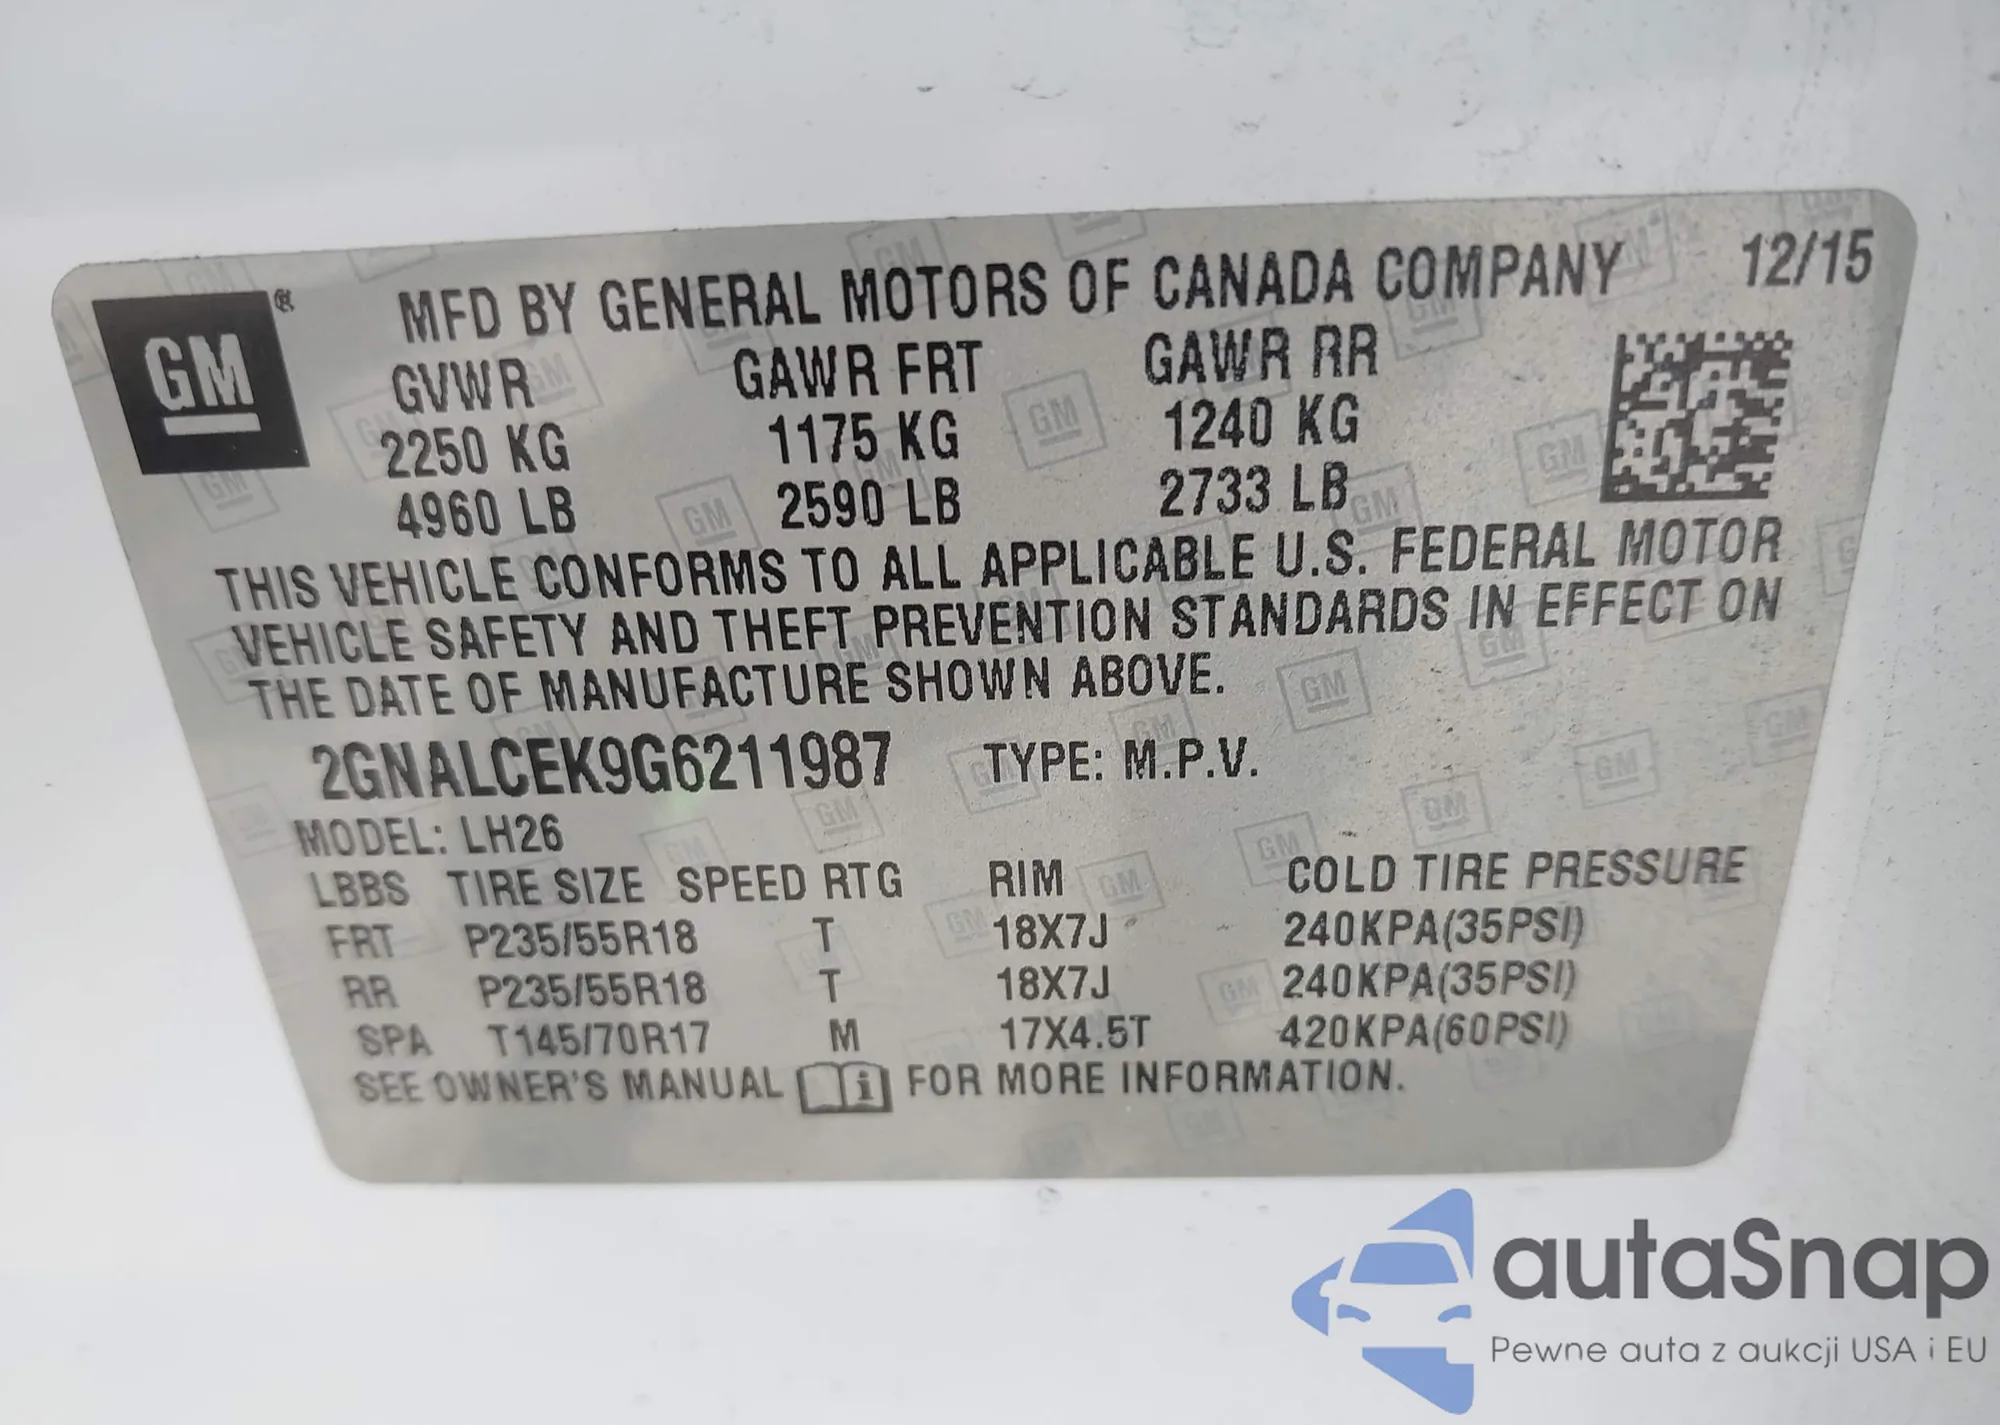 GM ®
MFD BY GENERAL MOTORS OF CANADA COMPANY 12/15
GVWR GAWR FRT GAWR RR
2250 KG 1175 KG 1240 KG
4960 LB 2590 LB 2733 LB
THIS VEHICLE CONFORMS TO ALL APPLICABLE U.S. FEDERAL MOTOR
VEHICLE SAFETY AND THEFT PREVENTION STANDARDS IN EFFECT ON
THE DATE OF MANUFACTURE SHOWN ABOVE.
2GNALCEK9G6211987 TYPE: M.P.V.
MODEL: LH26
LBBS TIRE SIZE SPEED RTG RIM COLD TIRE PRESSURE
FRT P235/55R18 T 18X7J 240KPA(35PSI)
RR P235/55R18 T 18X7J 240KPA(35PSI)
SPA T145/70R17 M 17X4.5T 420KPA(60PSI)
SEE OWNER'S MANUAL i FOR MORE INFORMATION.
autaSnap
Pewne auta z aukcji USA i EU